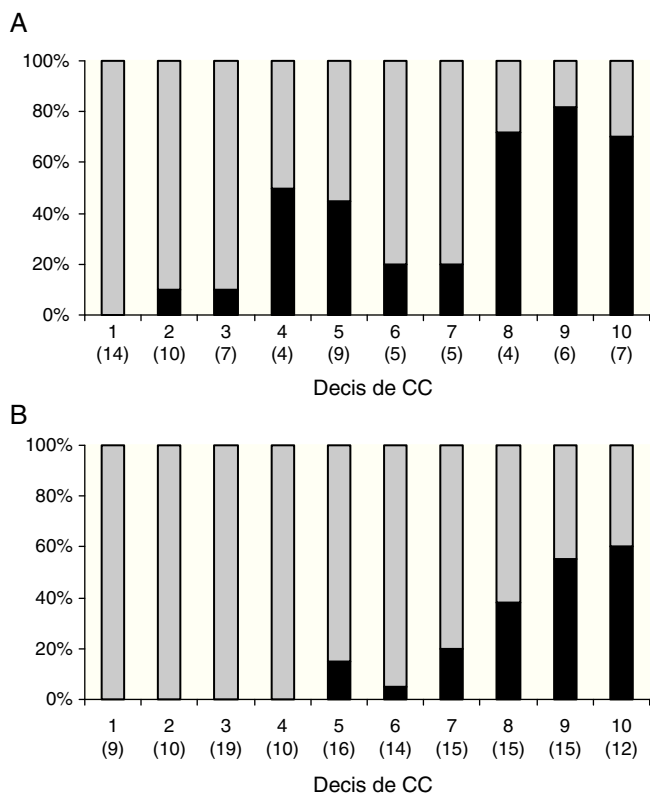 A
100%
80%
60%
40%
20%
0%
1 2 3 4 5 6 7 8 9 10
(14) (10) (7) (4) (9) (5) (5) (4) (6) (7)
Decis de CC
B
100%
80%
60%
40%
20%
0%
1 2 3 4 5 6 7 8 9 10
(9) (10) (19) (10) (16) (14) (15) (15) (15) (12)
Decis de CC